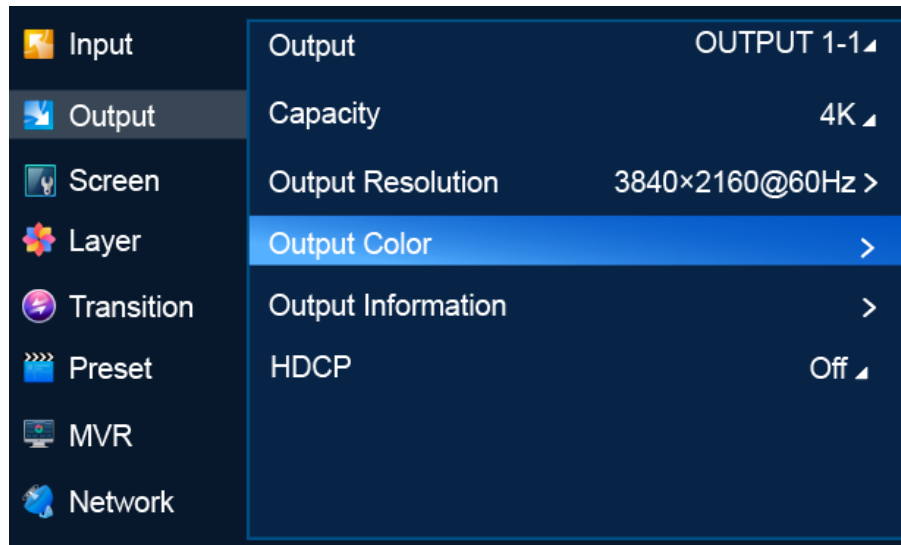 Input
Output
Screen
Layer
Transition
Preset
MVR
Network
Output OUTPUT 1-1
Capacity 4K
Output Resolution 3840×2160@60Hz >
Output Color >
Output Information >
HDCP Off